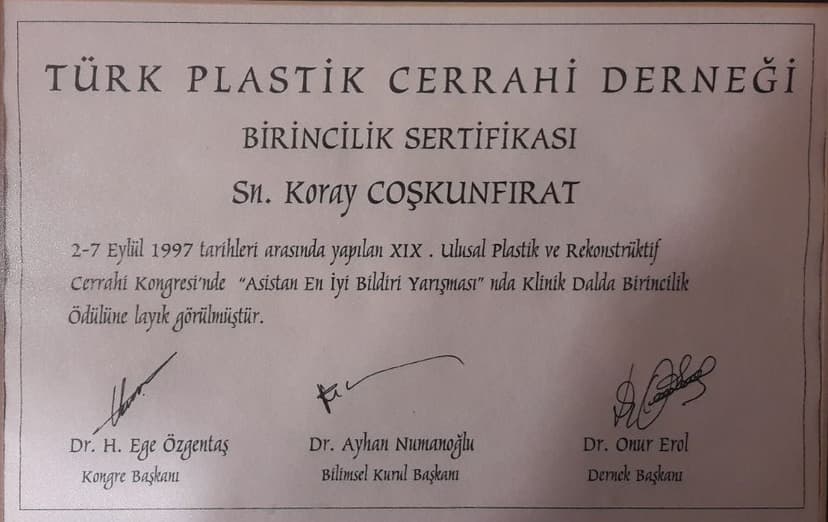 TÜRK PLASTİK CERRAHİ DERNEĞİ
BİRİNCİLİK SERTİFİKASI
Sn. Koray COŞKUNFIRAT
2-7 Eylül 1997 tarihleri arasında yapılan XIX . Ulusal Plastik ve Rekonstrüktif
Cerrahi Kongresi'nde "Asistan En İyi Bildiri Yarışması" nda Klinik Dalda Birincilik
Ödülüne layık görülmüştür.
Dr. H. Ege Özgentaş Dr. Ayhan Numanoğlu Dr. Onur Erol
Kongre Başkanı Bilimsel Kurul Başkanı Dernek Başkanı